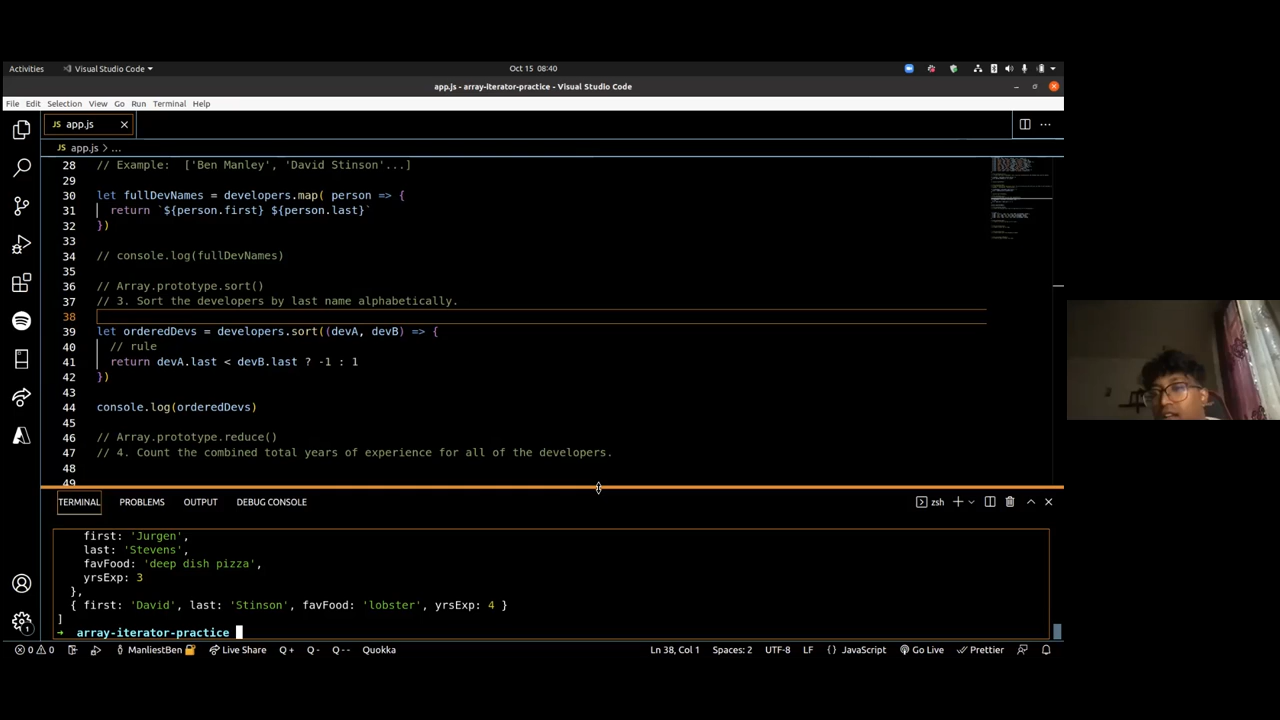 Activities
Visual Studio Code
Oct 15 08:40
app.js - array-iterator-practice - Visual Studio Code
File Edit Selection View Go Run Terminal Help
JS app.js
JS app.js > ...
28 // Example:  ['Ben Manley', 'David Stinson'...]
29
30 let fullDevNames = developers.map( person => {
31   return `${person.first} ${person.last}`
32 })
33
34 // console.log(fullDevNames)
35
36 // Array.prototype.sort()
37 // 3. Sort the developers by last name alphabetically.
38
39 let orderedDevs = developers.sort((devA, devB) => {
40   // rule
41   return devA.last < devB.last ? -1 : 1
42 })
43
44 console.log(orderedDevs)
45
46 // Array.prototype.reduce()
47 // 4. Count the combined total years of experience for all of the developers.
48
49
TERMINAL PROBLEMS OUTPUT DEBUG CONSOLE
zsh
first: 'Jurgen',
last: 'Stevens',
favFood: 'deep dish pizza',
yrsExp: 3
},
{ first: 'David', last: 'Stinson', favFood: 'lobster', yrsExp: 4 }
]
→ array-iterator-practice
0 0 ManliestBen Live Share Q + Q - Q -- Quokka Ln 38, Col 1 Spaces: 2 UTF-8 LF {} JavaScript Go Live Prettier